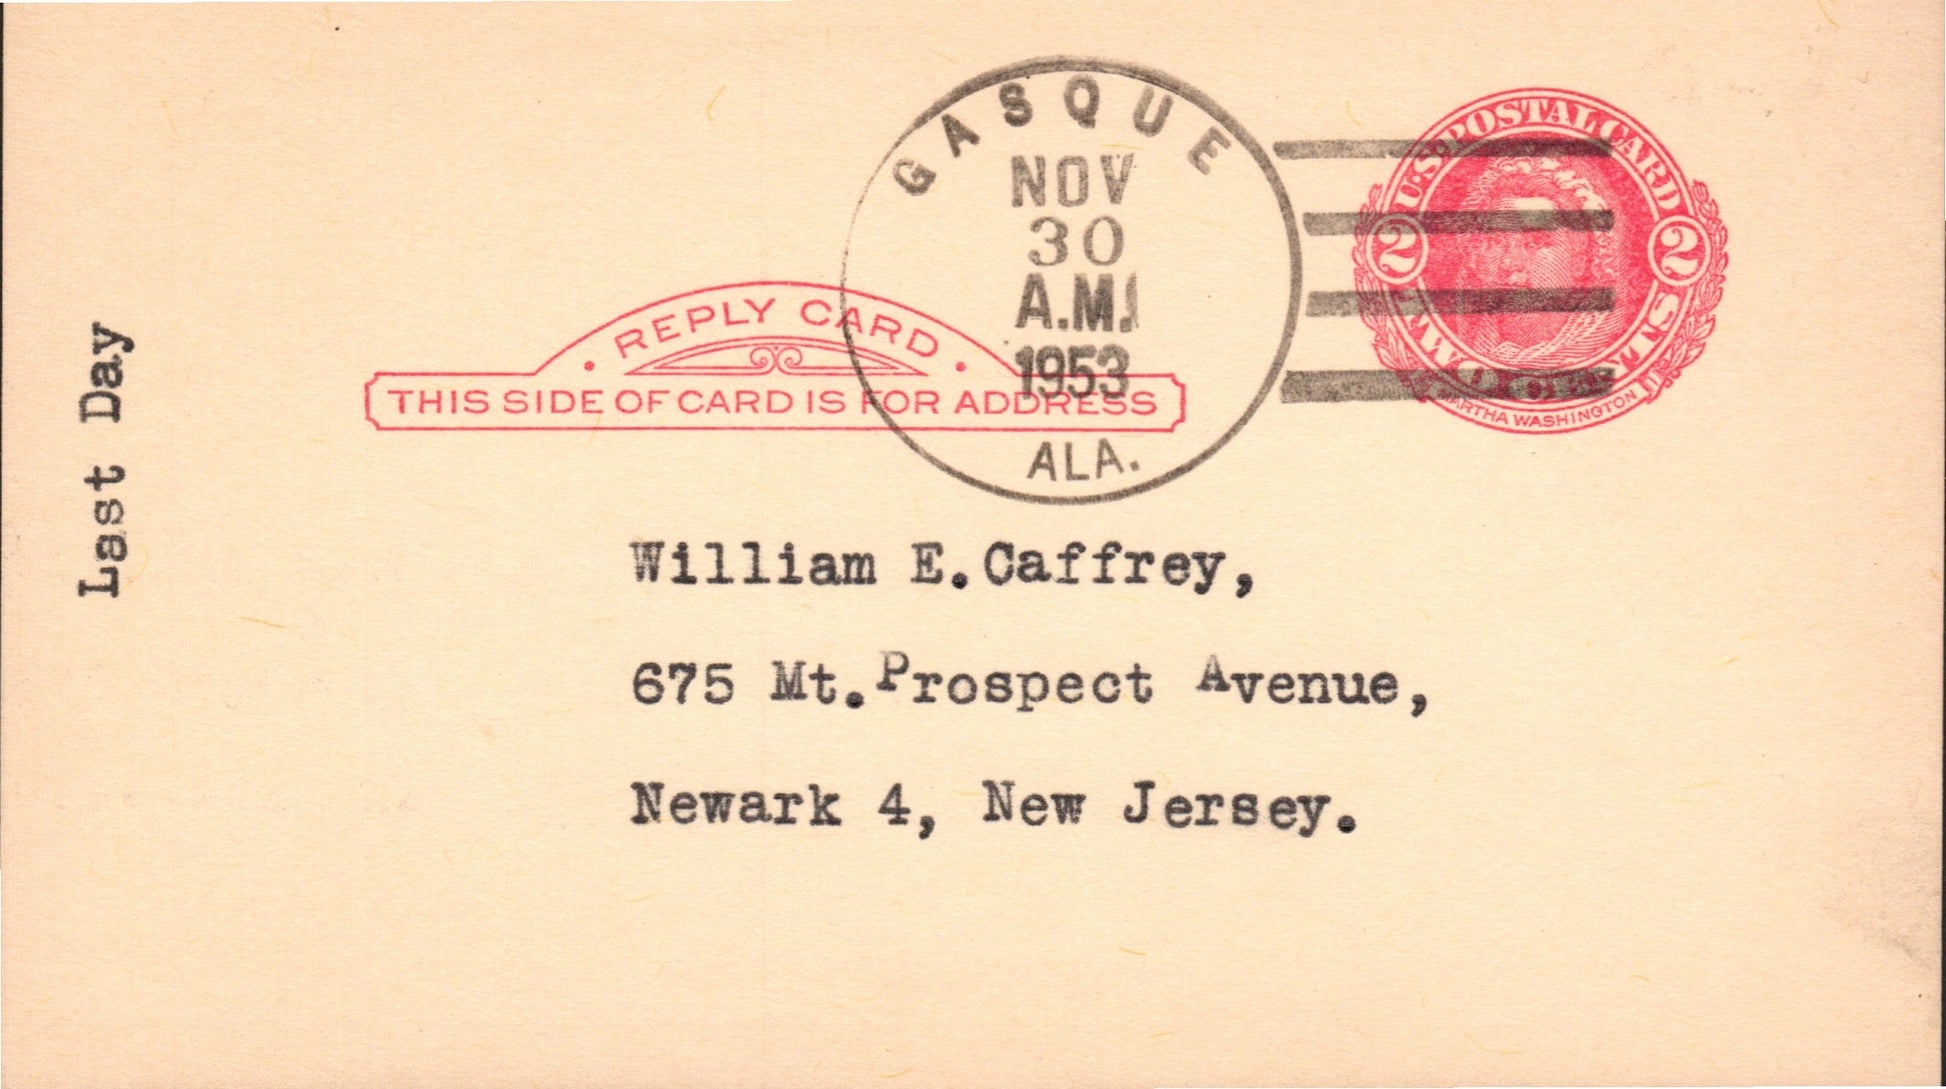 GASQUE
NOV
30
A.M.
1953
ALA.
U.S. POSTAL CARD
2 2
TWO CENTS
MARTHA WASHINGTON
REPLY CARD
THIS SIDE OF CARD IS FOR ADDRESS
Last Day
William E. Caffrey,
675 Mt. Prospect Avenue,
Newark 4, New Jersey.